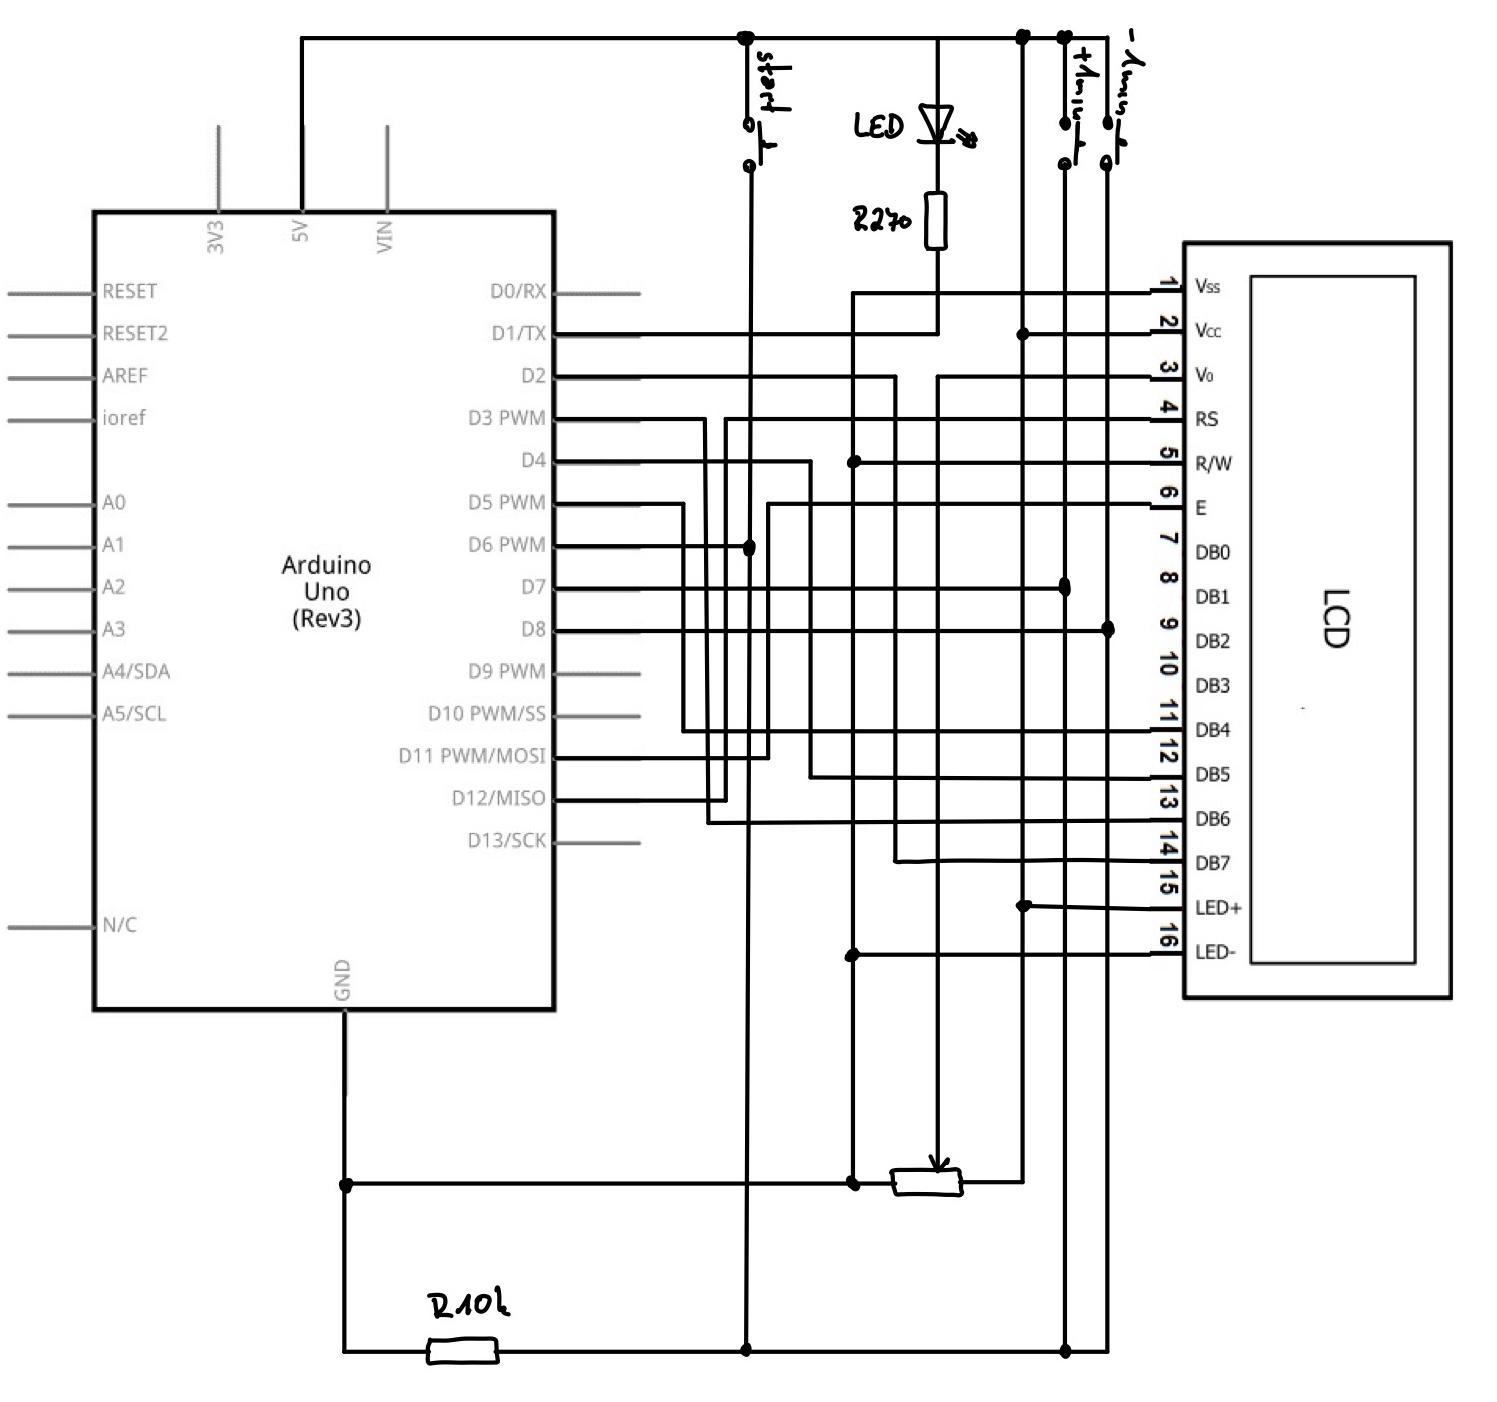 start
LED
R270
+1min
-1min
3V3
5V
VIN
RESET
RESET2
AREF
ioref
A0
A1
A2
A3
A4/SDA
A5/SCL
N/C
Arduino
Uno
(Rev3)
D0/RX
D1/TX
D2
D3 PWM
D4
D5 PWM
D6 PWM
D7
D8
D9 PWM
D10 PWM/SS
D11 PWM/MOSI
D12/MISO
D13/SCK
GND
1 Vss
2 Vcc
3 V0
4 RS
5 R/W
6 E
7 DB0
8 DB1
9 DB2
10 DB3
11 DB4
12 DB5
13 DB6
14 DB7
15 LED+
16 LED-
LCD
R10k